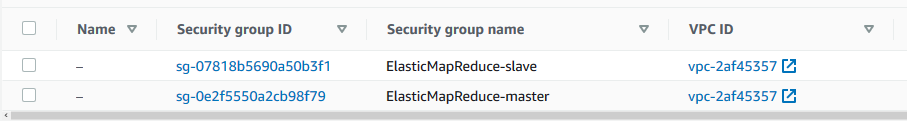 Name Security group ID Security group name VPC ID
– sg-07818b5690a50b3f1 ElasticMapReduce-slave vpc-2af45357
– sg-0e2f5550a2cb98f79 ElasticMapReduce-master vpc-2af45357